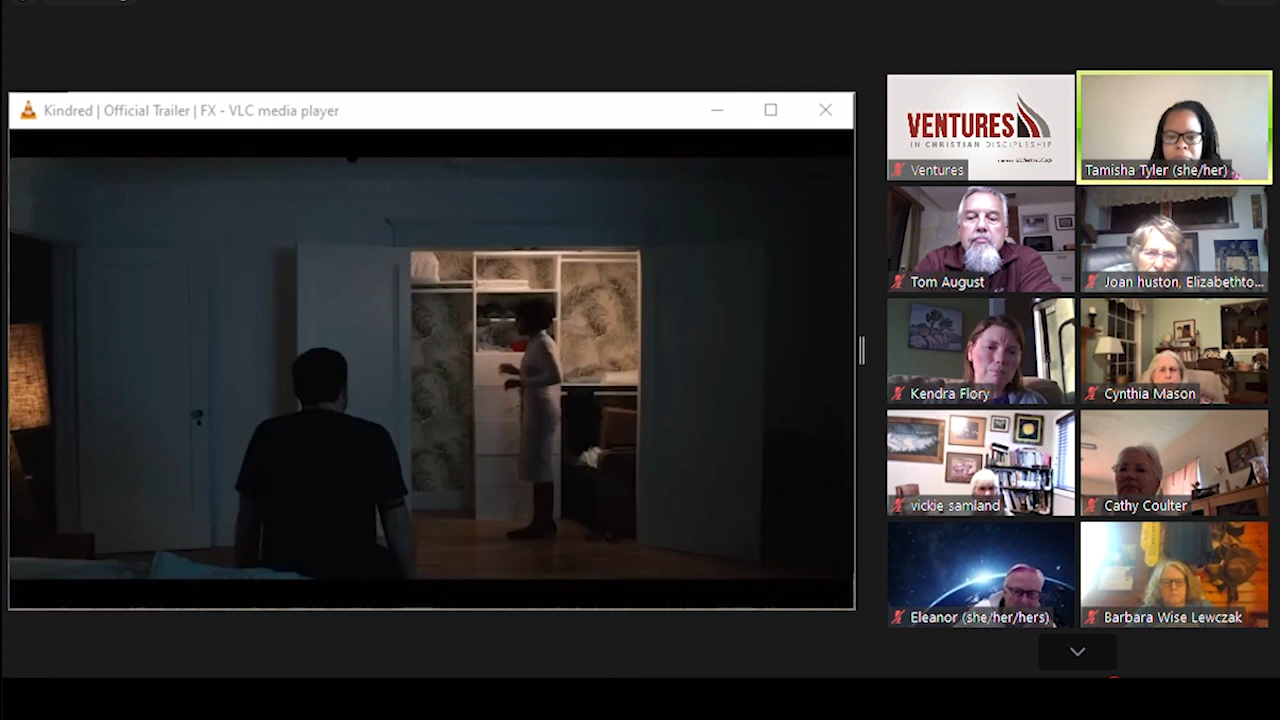 Kindred | Official Trailer | FX - VLC media player
VENTURES
IN CHRISTIAN DISCIPLESHIP
Ventures
Tamisha Tyler (she/her)
Tom August
Joan huston, Elizabethto...
Kendra Flory
Cynthia Mason
vickie samland
Cathy Coulter
Eleanor (she/her/hers)
Barbara Wise Lewczak